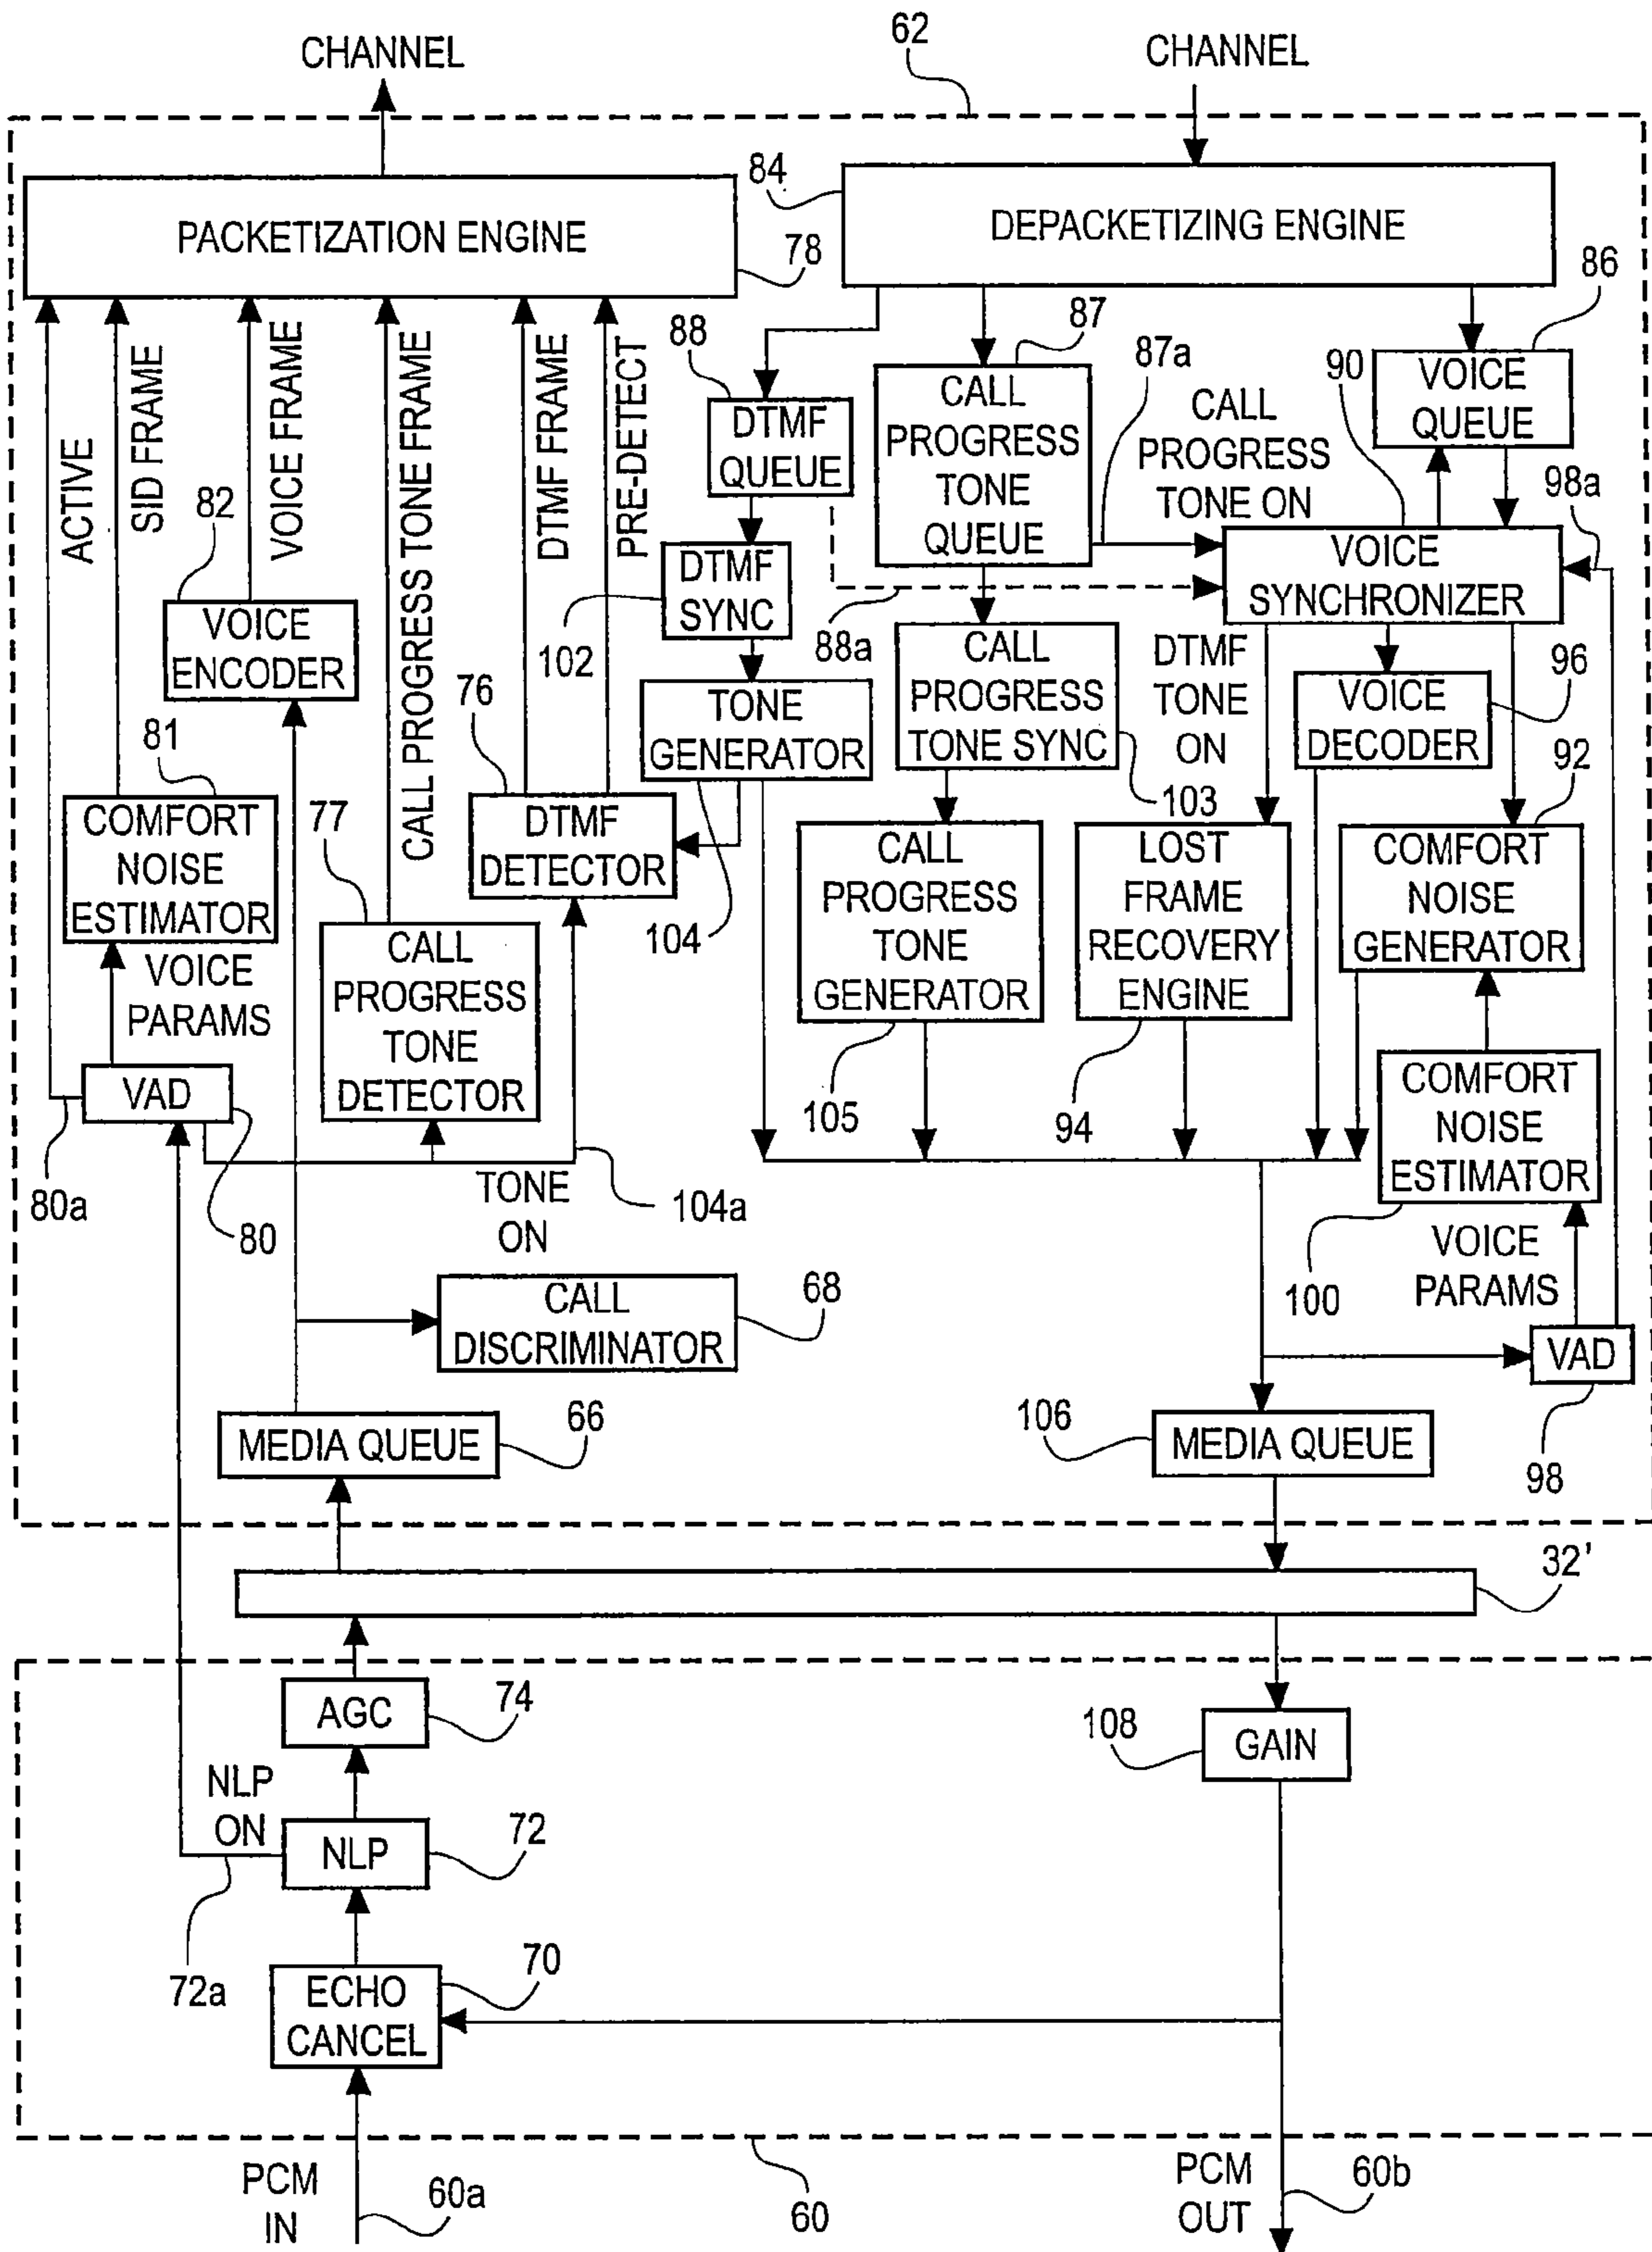 62
CHANNEL
CHANNEL
84
PACKETIZATION ENGINE
78
DEPACKETIZING ENGINE
86
ACTIVE
SID FRAME
VOICE FRAME
CALL PROGRESS TONE FRAME
DTMF FRAME
PRE-DETECT
88
DTMF
QUEUE
87
CALL
PROGRESS
TONE
QUEUE
87a
CALL
PROGRESS
TONE ON
90
VOICE
QUEUE
98a
82
VOICE
ENCODER
DTMF
SYNC
102
88a
VOICE
SYNCHRONIZER
CALL
PROGRESS
TONE SYNC
103
DTMF
TONE
ON
VOICE
DECODER
96
92
76
TONE
GENERATOR
104
81
COMFORT
NOISE
ESTIMATOR
77
DTMF
DETECTOR
CALL
PROGRESS
TONE
GENERATOR
105
LOST
FRAME
RECOVERY
ENGINE
94
COMFORT
NOISE
GENERATOR
VOICE
PARAMS
CALL
PROGRESS
TONE
DETECTOR
VAD
80a
80
TONE
ON
104a
COMFORT
NOISE
ESTIMATOR
100
VOICE
PARAMS
CALL
DISCRIMINATOR
68
VAD
98
MEDIA QUEUE
66
106
MEDIA QUEUE
32'
AGC
74
108
GAIN
NLP
ON
NLP
72
72a
ECHO
CANCEL
70
PCM
IN
60a
60
PCM
OUT
60b